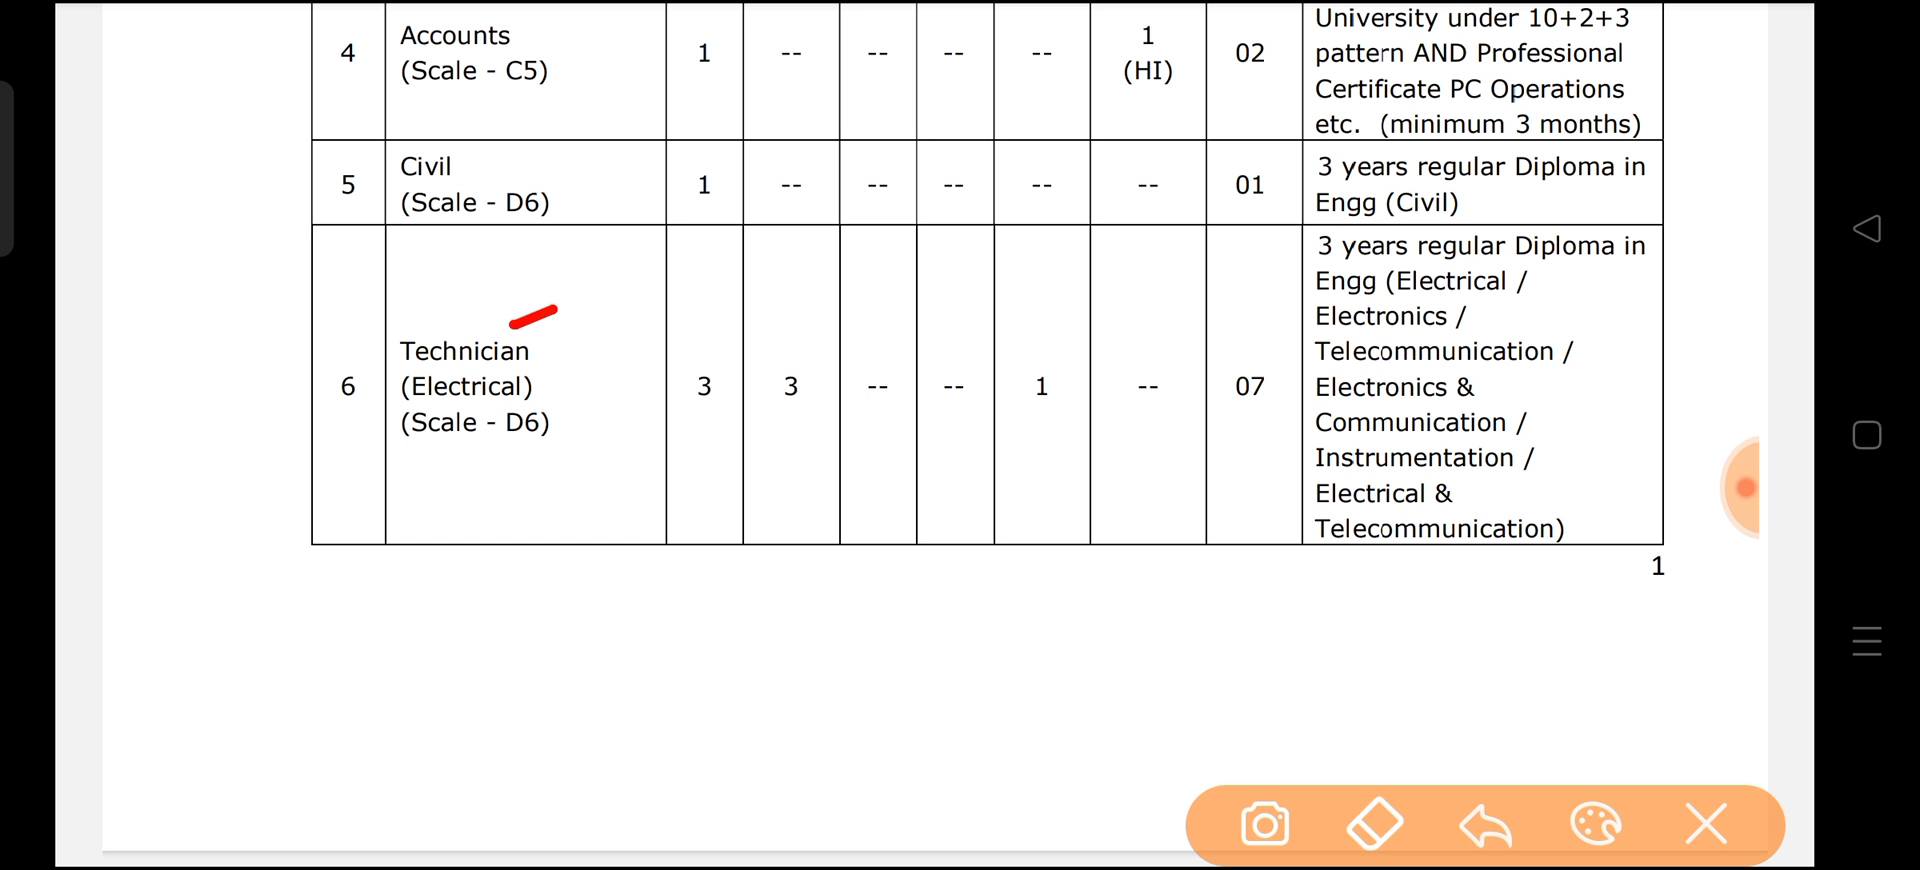 4
Accounts
(Scale - C5)
1
--
--
--
--
1
(HI)
02
University under 10+2+3
pattern AND Professional
Certificate PC Operations
etc. (minimum 3 months)
5
Civil
(Scale - D6)
1
--
--
--
--
--
01
3 years regular Diploma in
Engg (Civil)
6
Technician
(Electrical)
(Scale - D6)
3
3
--
--
1
--
07
3 years regular Diploma in
Engg (Electrical /
Electronics /
Telecommunication /
Electronics &
Communication /
Instrumentation /
Electrical &
Telecommunication)
1